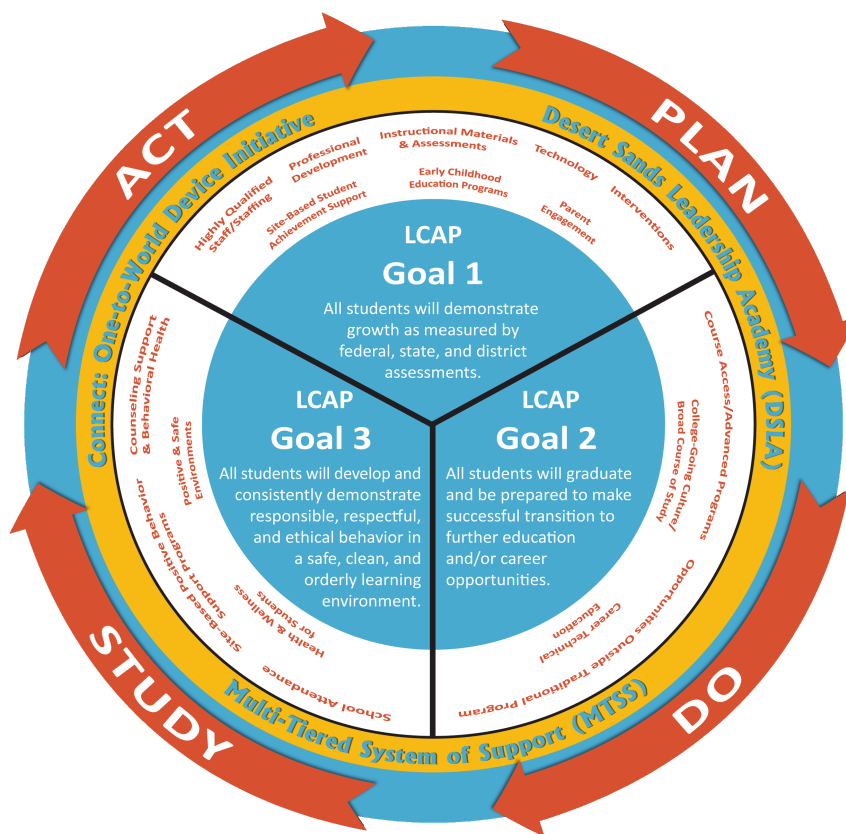 ACT
PLAN
DO
STUDY
Connect: One-to-World Device Initiative
Desert Sands Leadership Academy (DSLA)
Multi-Tiered System of Support (MTSS)
Highly Qualified
Staff/Staffing
Professional
Development
Instructional Materials
& Assessments
Technology
Interventions
Site-Based Student
Achievement Support
Early Childhood
Education Programs
Parent
Engagement
LCAP
Goal 1
All students will demonstrate
growth as measured by
federal, state, and district
assessments.
Course Access/Advanced Programs
College-Going Culture/
Broad Course of Study
Opportunities Outside Traditional Program
Career Technical
Education
LCAP
Goal 2
All students will graduate
and be prepared to make
successful transition to
further education
and/or career
opportunities.
Counseling Support
& Behavioral Health
Positive & Safe
Environments
Site-Based Positive Behavior
Support Programs
Health & Wellness
for Students
School Attendance
LCAP
Goal 3
All students will develop and
consistently demonstrate
responsible, respectful,
and ethical behavior in
a safe, clean, and
orderly learning
environment.